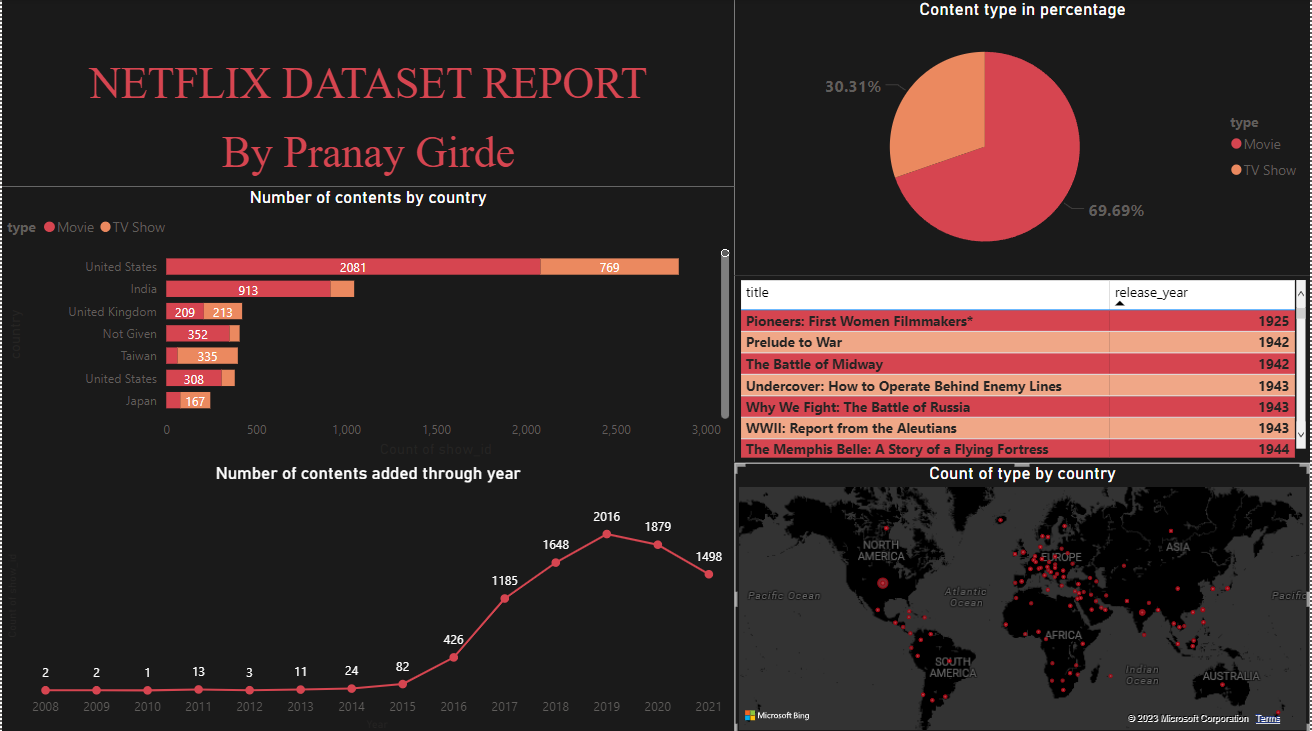 NETFLIX DATASET REPORT
By Pranay Girde
Number of contents by country
type Movie TV Show
country
United States 2081 769
India 913
United Kingdom 209 213
Not Given 352
Taiwan 335
United States 308
Japan 167
0 500 1,000 1,500 2,000 2,500 3,000
Count of show_id
Number of contents added through year
2 2 1 13 3 11 24 82 426 1185 1648 2016 1879 1498
2008 2009 2010 2011 2012 2013 2014 2015 2016 2017 2018 2019 2020 2021
Year
Content type in percentage
30.31%
69.69%
type
Movie
TV Show
title release_year
Pioneers: First Women Filmmakers* 1925
Prelude to War 1942
The Battle of Midway 1942
Undercover: How to Operate Behind Enemy Lines 1943
Why We Fight: The Battle of Russia 1943
WWII: Report from the Aleutians 1943
The Memphis Belle: A Story of a Flying Fortress 1944
Count of type by country
NORTH
AMERICA
EUROPE
ASIA
Pacific Ocean
Atlantic
Ocean
Pacific
AFRICA
SOUTH
AMERICA
Indian
Ocean
AUSTRALIA
Microsoft Bing
© 2023 Microsoft Corporation Terms